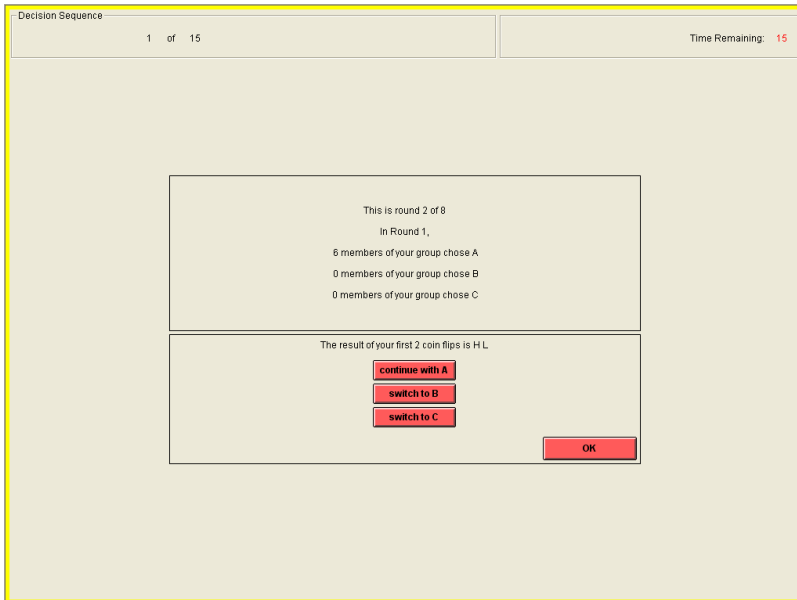 Decision Sequence
1 of 15
Time Remaining: 15
This is round 2 of 8
In Round 1,
6 members of your group chose A
0 members of your group chose B
0 members of your group chose C
The result of your first 2 coin flips is H L
continue with A
switch to B
switch to C
OK